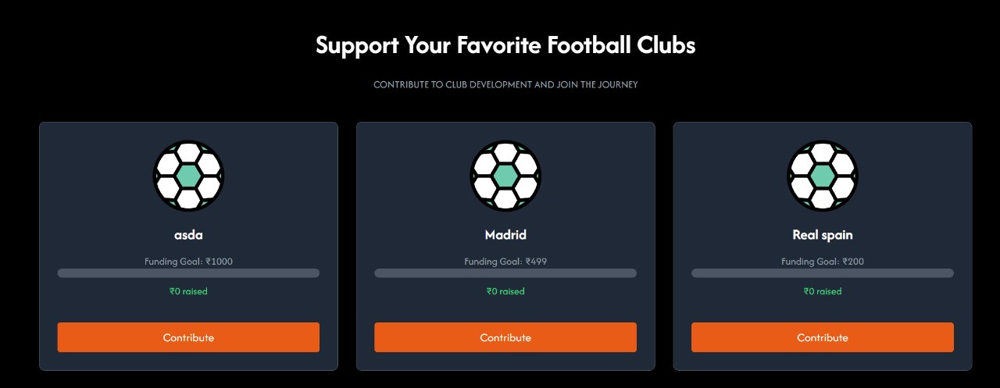 Support Your Favorite Football Clubs
CONTRIBUTE TO CLUB DEVELOPMENT AND JOIN THE JOURNEY
asda
Funding Goal: ₹1000
₹0 raised
Contribute
Madrid
Funding Goal: ₹499
₹0 raised
Contribute
Real spain
Funding Goal: ₹200
₹0 raised
Contribute